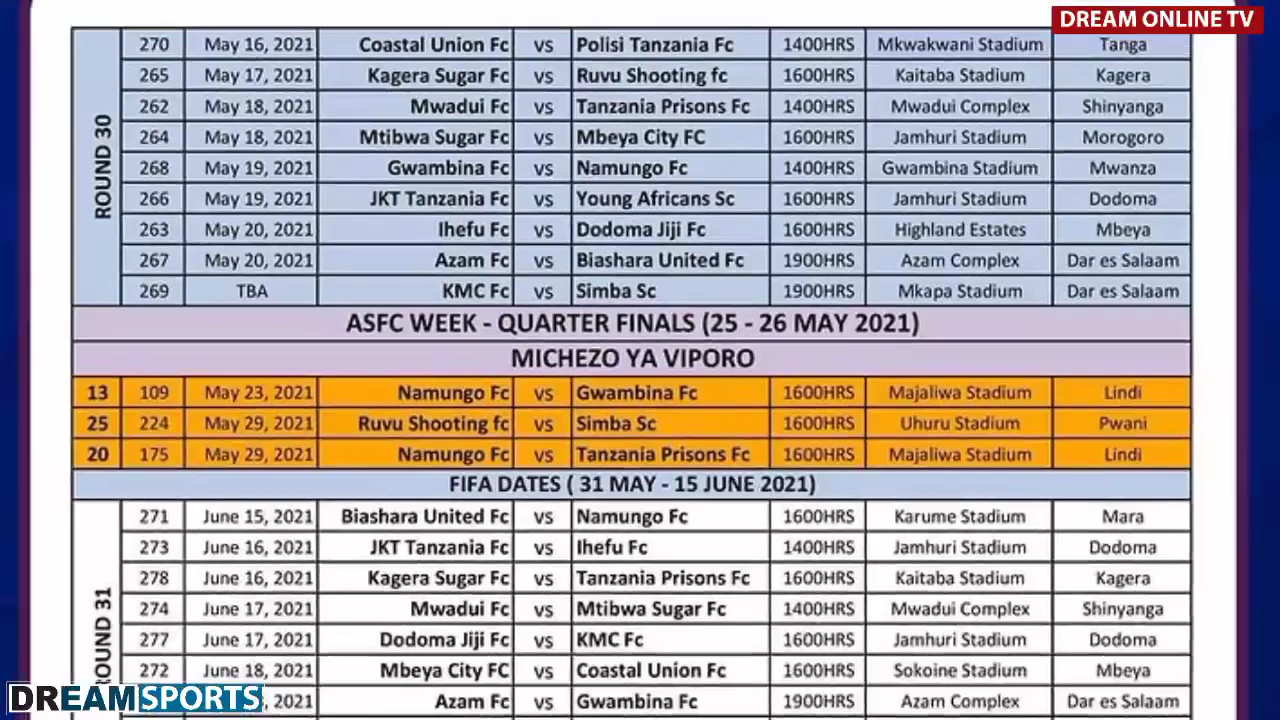 DREAM ONLINE TV
ROUND 30
270 May 16, 2021 Coastal Union Fc vs Polisi Tanzania Fc 1400HRS Mkwakwani Stadium Tanga
265 May 17, 2021 Kagera Sugar Fc vs Ruvu Shooting fc 1600HRS Kaitaba Stadium Kagera
262 May 18, 2021 Mwadui Fc vs Tanzania Prisons Fc 1400HRS Mwadui Complex Shinyanga
264 May 18, 2021 Mtibwa Sugar Fc vs Mbeya City FC 1600HRS Jamhuri Stadium Morogoro
268 May 19, 2021 Gwambina Fc vs Namungo Fc 1400HRS Gwambina Stadium Mwanza
266 May 19, 2021 JKT Tanzania Fc vs Young Africans Sc 1600HRS Jamhuri Stadium Dodoma
263 May 20, 2021 Ihefu Fc vs Dodoma Jiji Fc 1600HRS Highland Estates Mbeya
267 May 20, 2021 Azam Fc vs Biashara United Fc 1900HRS Azam Complex Dar es Salaam
269 TBA KMC Fc vs Simba Sc 1900HRS Mkapa Stadium Dar es Salaam
ASFC WEEK - QUARTER FINALS (25 - 26 MAY 2021)
MICHEZO YA VIPORO
13 109 May 23, 2021 Namungo Fc vs Gwambina Fc 1600HRS Majaliwa Stadium Lindi
25 224 May 29, 2021 Ruvu Shooting fc vs Simba Sc 1600HRS Uhuru Stadium Pwani
20 175 May 29, 2021 Namungo Fc vs Tanzania Prisons Fc 1600HRS Majaliwa Stadium Lindi
FIFA DATES ( 31 MAY - 15 JUNE 2021)
ROUND 31
271 June 15, 2021 Biashara United Fc vs Namungo Fc 1600HRS Karume Stadium Mara
273 June 16, 2021 JKT Tanzania Fc vs Ihefu Fc 1400HRS Jamhuri Stadium Dodoma
278 June 16, 2021 Kagera Sugar Fc vs Tanzania Prisons Fc 1600HRS Kaitaba Stadium Kagera
274 June 17, 2021 Mwadui Fc vs Mtibwa Sugar Fc 1400HRS Mwadui Complex Shinyanga
277 June 17, 2021 Dodoma Jiji Fc vs KMC Fc 1600HRS Jamhuri Stadium Dodoma
272 June 18, 2021 Mbeya City FC vs Coastal Union Fc 1600HRS Sokoine Stadium Mbeya
, 2021 Azam Fc vs Gwambina Fc 1900HRS Azam Complex Dar es Salaam
DREAMSPORTS